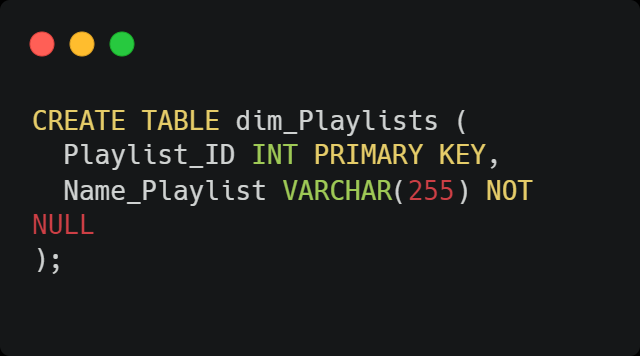 CREATE TABLE dim_Playlists (
  Playlist_ID INT PRIMARY KEY,
  Name_Playlist VARCHAR(255) NOT
NULL
);